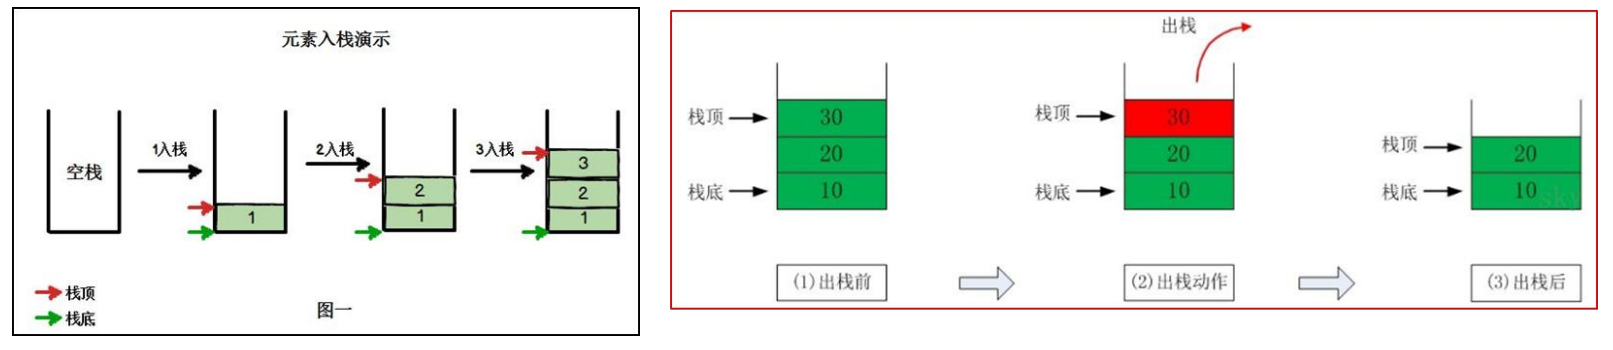 元素入栈演示
空栈
1入栈
1
2入栈
2
1
3入栈
3
2
1
栈顶
栈底
图一
出栈
栈顶
30
20
栈底
10
(1)出栈前
栈顶
30
20
栈底
10
(2)出栈动作
栈顶
20
栈底
10
sky
(3)出栈后